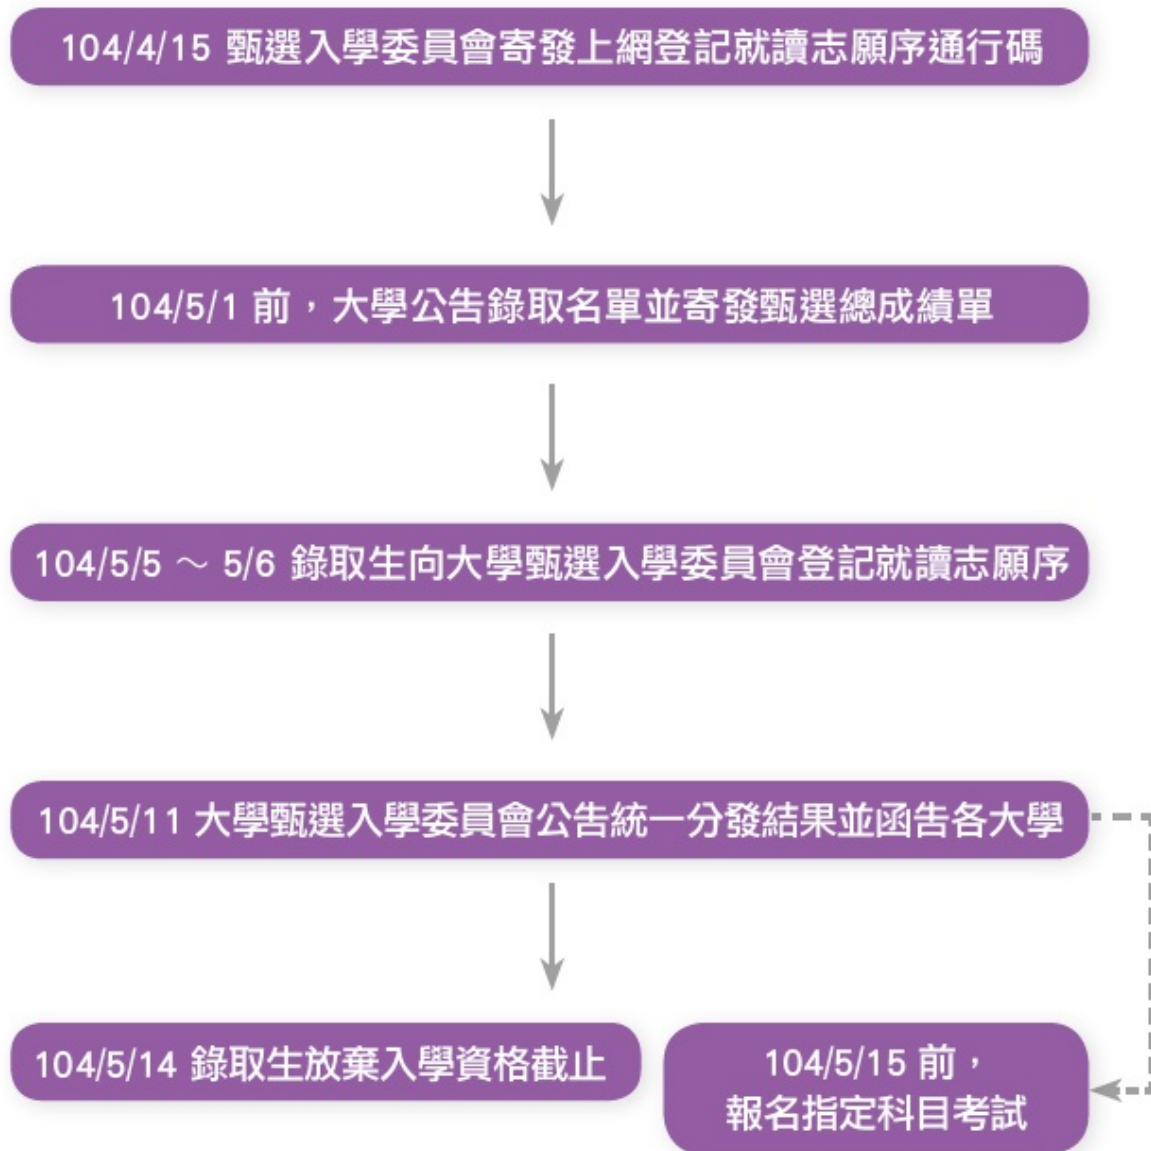 104/4/15 甄選入學委員會寄發上網登記就讀志願序通行碼
104/5/1 前，大學公告錄取名單並寄發甄選總成績單
104/5/5 ～ 5/6 錄取生向大學甄選入學委員會登記就讀志願序
104/5/11 大學甄選入學委員會公告統一分發結果並函告各大學
104/5/14 錄取生放棄入學資格截止
104/5/15 前，
報名指定科目考試